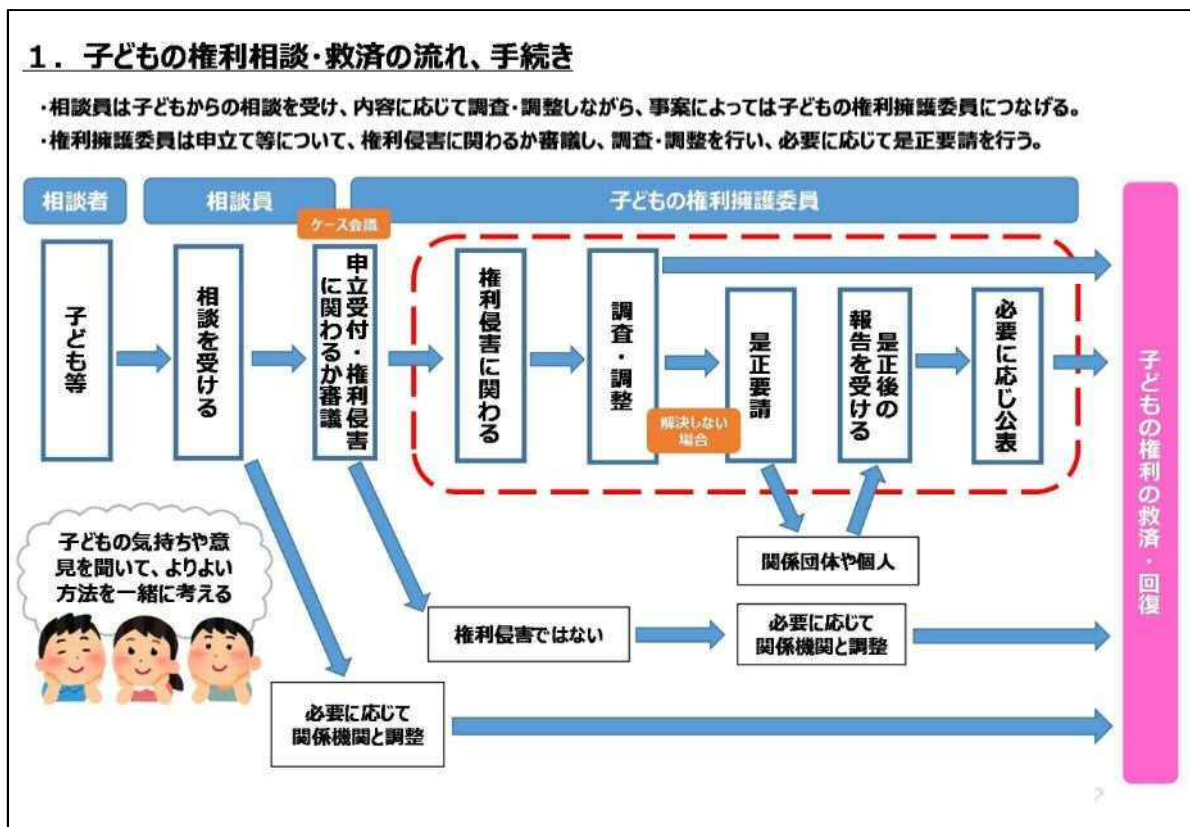 １．子どもの権利相談・救済の流れ、手続き
・相談員は子どもからの相談を受け、内容に応じて調査・調整しながら、事案によっては子どもの権利擁護委員につなげる。
・権利擁護委員は申立て等について、権利侵害に関わるか審議し、調査・調整を行い、必要に応じて是正要請を行う。
相談者
相談員
子どもの権利擁護委員
ケース会議
子ども等
相談を受ける
申立受付・権利侵害
に関わるか審議
権利侵害に関わる
調査・調整
解決しない
場合
是正要請
是正後の
報告を受ける
必要に応じ公表
子どもの権利の救済・回復
関係団体や個人
子どもの気持ちや意
見を聞いて、よりよい
方法を一緒に考える
権利侵害ではない
必要に応じて
関係機関と調整
必要に応じて
関係機関と調整
2